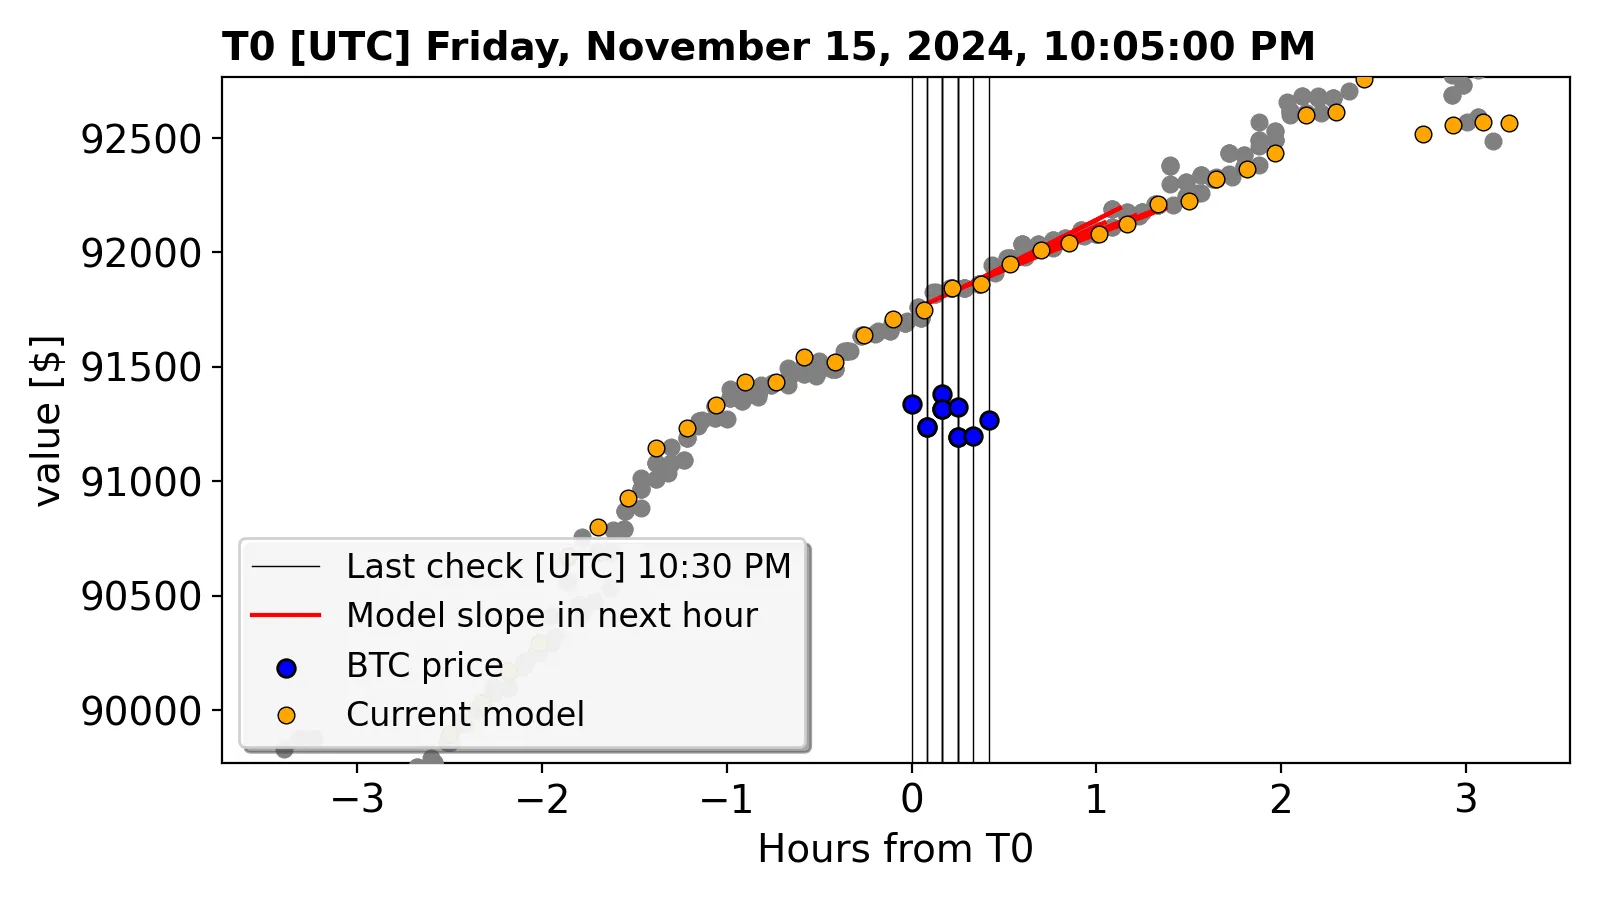 T0 [UTC] Friday, November 15, 2024, 10:05:00 PM
value [$]
92500
92000
91500
91000
90500
90000
Last check [UTC] 10:30 PM
Model slope in next hour
BTC price
Current model
−3 −2 −1 0 1 2 3
Hours from T0